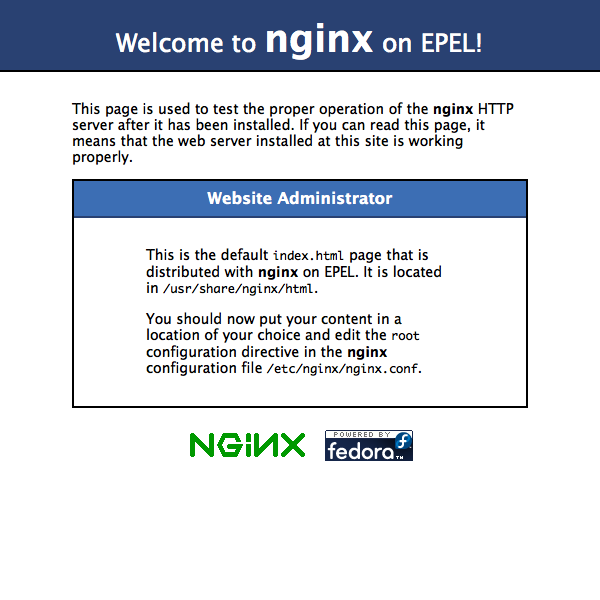 Welcome to nginx on EPEL!
This page is used to test the proper operation of the nginx HTTP
server after it has been installed. If you can read this page, it
means that the web server installed at this site is working
properly.
Website Administrator
This is the default index.html page that is
distributed with nginx on EPEL. It is located
in /usr/share/nginx/html.
You should now put your content in a
location of your choice and edit the root
configuration directive in the nginx
configuration file /etc/nginx/nginx.conf.
NGiNX
POWERED BY
fedora™